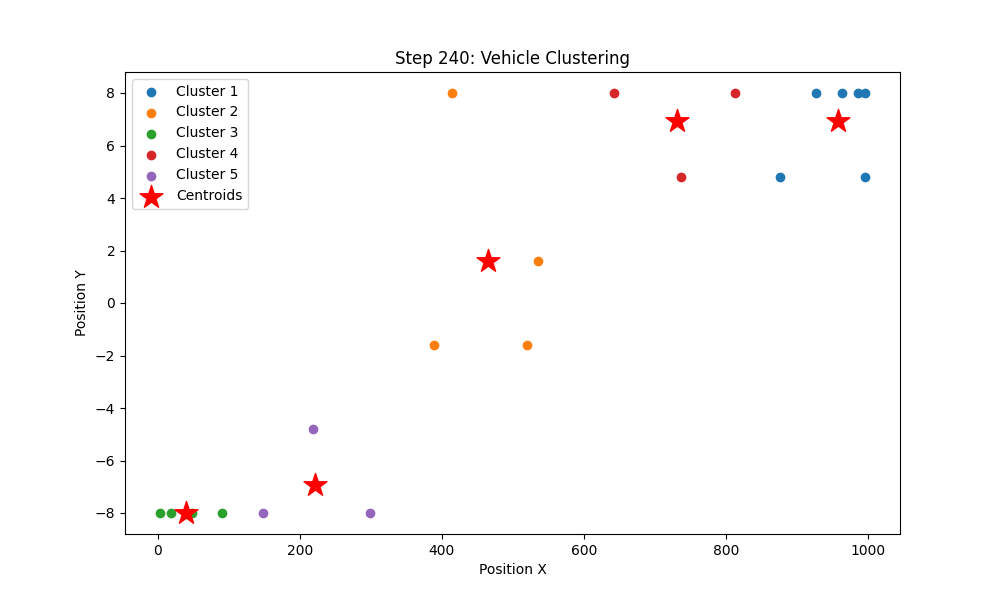 Step 240: Vehicle Clustering
Cluster 1
Cluster 2
Cluster 3
Cluster 4
Cluster 5
Centroids
8
6
4
2
0
−2
−4
−6
−8
Position Y
0 200 400 600 800 1000
Position X